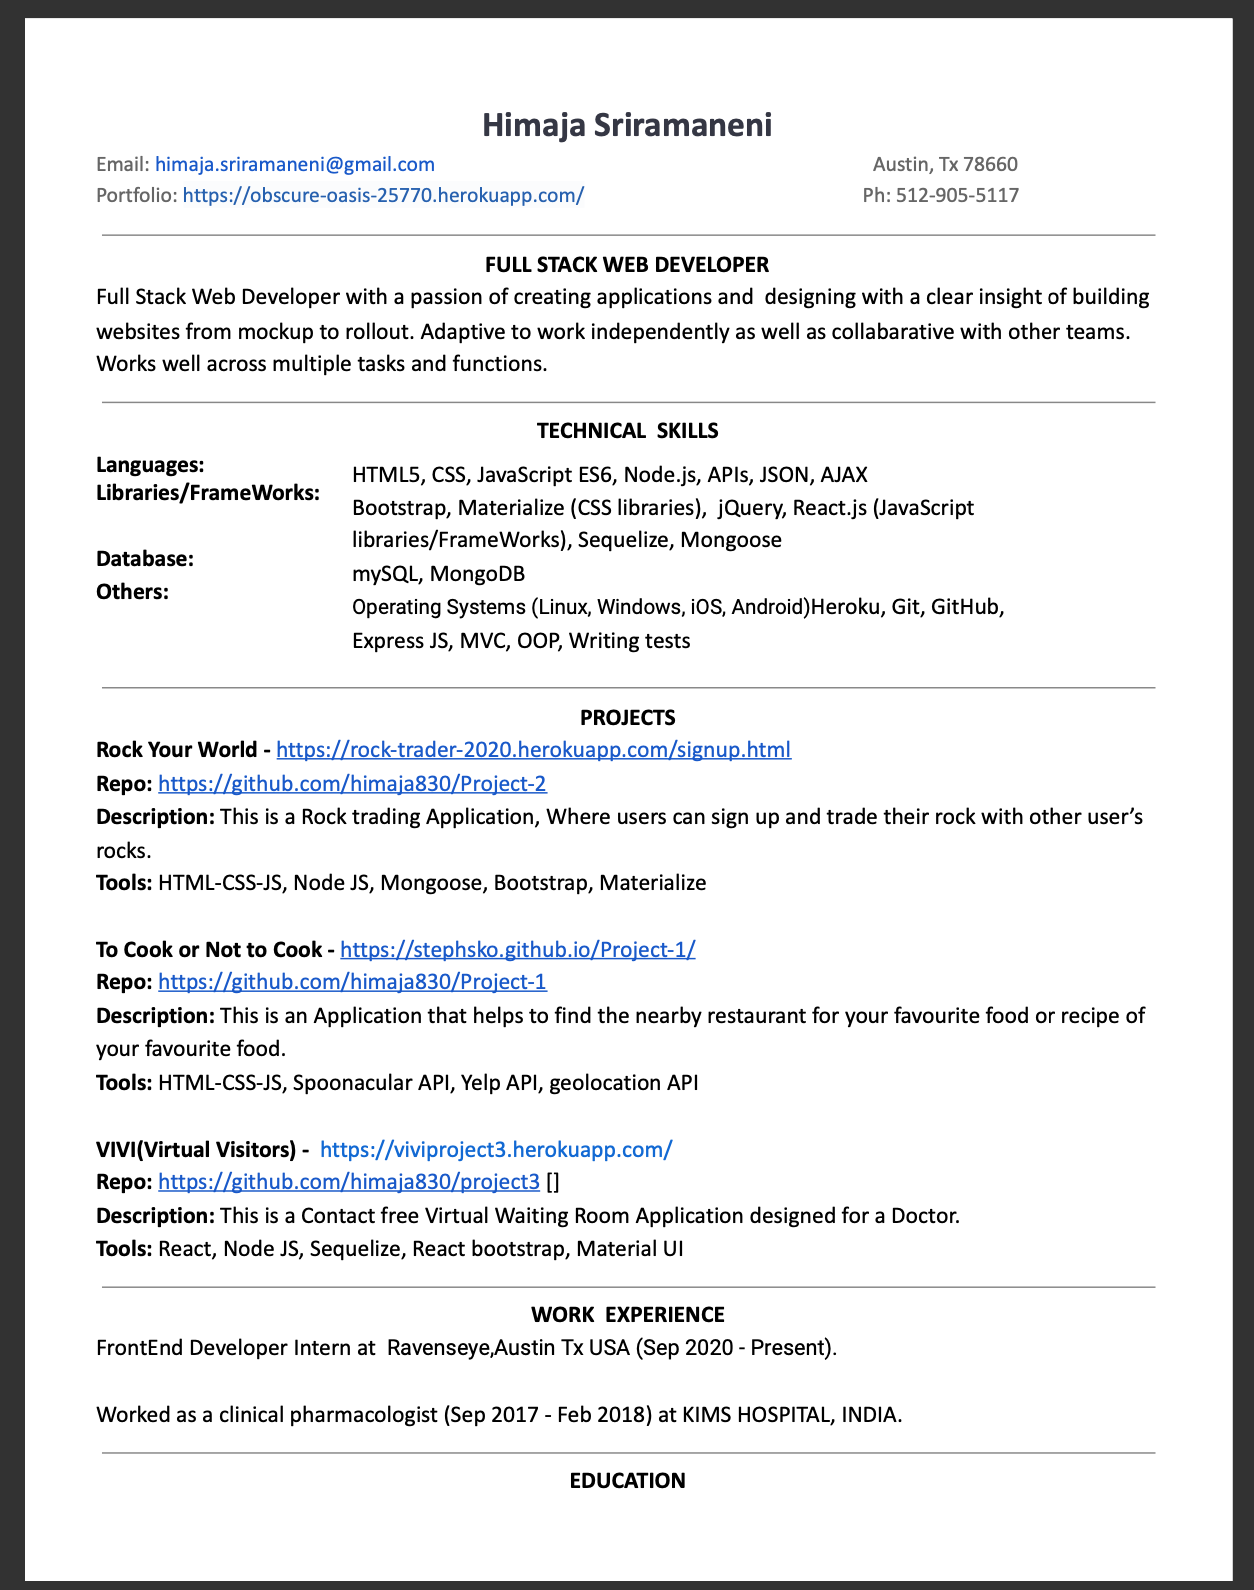 Himaja Sriramaneni
Email: himaja.sriramaneni@gmail.com Austin, Tx 78660
Portfolio: https://obscure-oasis-25770.herokuapp.com/ Ph: 512-905-5117
FULL STACK WEB DEVELOPER
Full Stack Web Developer with a passion of creating applications and  designing with a clear insight of building
websites from mockup to rollout. Adaptive to work independently as well as collabarative with other teams.
Works well across multiple tasks and functions.
TECHNICAL  SKILLS
Languages:
HTML5, CSS, JavaScript ES6, Node.js, APIs, JSON, AJAX
Libraries/FrameWorks:
Bootstrap, Materialize (CSS libraries),  jQuery, React.js (JavaScript
libraries/FrameWorks), Sequelize, Mongoose
Database:
mySQL, MongoDB
Others:
Operating Systems (Linux, Windows, iOS, Android)Heroku, Git, GitHub,
Express JS, MVC, OOP, Writing tests
PROJECTS
Rock Your World - https://rock-trader-2020.herokuapp.com/signup.html
Repo: https://github.com/himaja830/Project-2
Description: This is a Rock trading Application, Where users can sign up and trade their rock with other user’s
rocks.
Tools: HTML-CSS-JS, Node JS, Mongoose, Bootstrap, Materialize
To Cook or Not to Cook - https://stephsko.github.io/Project-1/
Repo: https://github.com/himaja830/Project-1
Description: This is an Application that helps to find the nearby restaurant for your favourite food or recipe of
your favourite food.
Tools: HTML-CSS-JS, Spoonacular API, Yelp API, geolocation API
VIVI(Virtual Visitors) -  https://viviproject3.herokuapp.com/
Repo: https://github.com/himaja830/project3 []
Description: This is a Contact free Virtual Waiting Room Application designed for a Doctor.
Tools: React, Node JS, Sequelize, React bootstrap, Material UI
WORK  EXPERIENCE
FrontEnd Developer Intern at  Ravenseye,Austin Tx USA (Sep 2020 - Present).
Worked as a clinical pharmacologist (Sep 2017 - Feb 2018) at KIMS HOSPITAL, INDIA.
EDUCATION